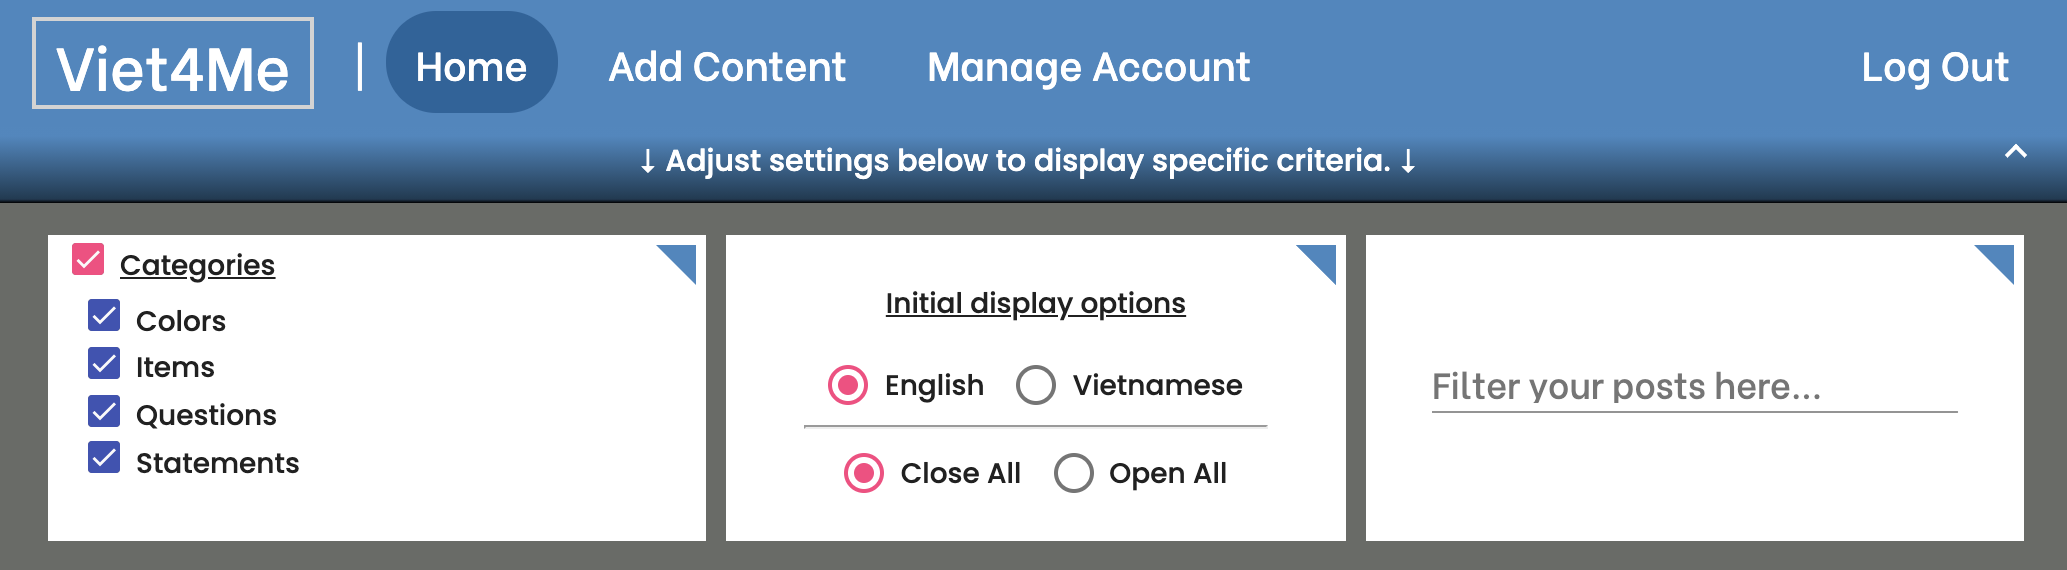 Viet4Me | Home Add Content Manage Account Log Out
↓ Adjust settings below to display specific criteria. ↓
Categories
Colors
Items
Questions
Statements
Initial display options
English Vietnamese
Close All Open All
Filter your posts here...